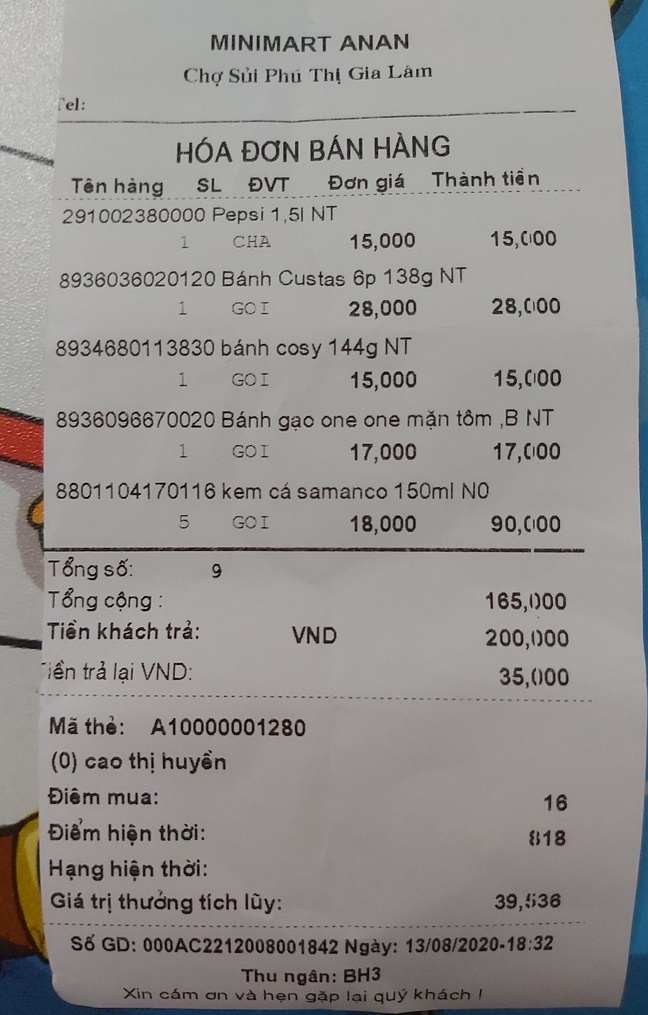 MINIMART ANAN
Chợ Sủi Phú Thị Gia Lâm
Tel:
HÓA ĐƠN BÁN HÀNG
Tên hàng SL ĐVT Đơn giá Thành tiền
291002380000 Pepsi 1,5l NT
1 CHA 15,000 15,000
8936036020120 Bánh Custas 6p 138g NT
1 GOI 28,000 28,000
8934680113830 bánh cosy 144g NT
1 GOI 15,000 15,000
8936096670020 Bánh gạo one one mặn tôm ,B NT
1 GOI 17,000 17,000
8801104170116 kem cá samanco 150ml N0
5 GOI 18,000 90,000
Tổng số: 9
Tổng cộng : 165,000
Tiền khách trả: VND 200,000
Tiền trả lại VND: 35,000
Mã thẻ: A10000001280
(0) cao thị huyền
Điểm mua: 16
Điểm hiện thời: 818
Hạng hiện thời:
Giá trị thưởng tích lũy: 39,536
Số GD: 000AC2212008001842 Ngày: 13/08/2020-18:32
Thu ngân: BH3
Xin cám ơn và hẹn gặp lại quý khách !